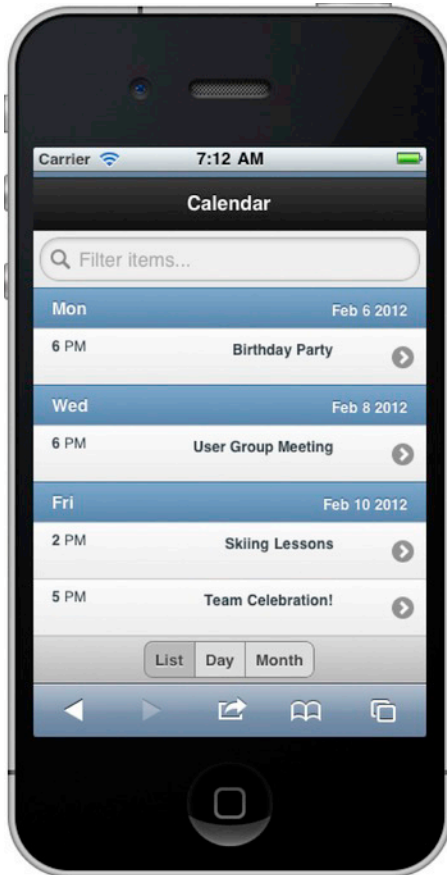 Carrier 7:12 AM
Calendar
Filter items...
Mon Feb 6 2012
6 PM Birthday Party
Wed Feb 8 2012
6 PM User Group Meeting
Fri Feb 10 2012
2 PM Skiing Lessons
5 PM Team Celebration!
List Day Month